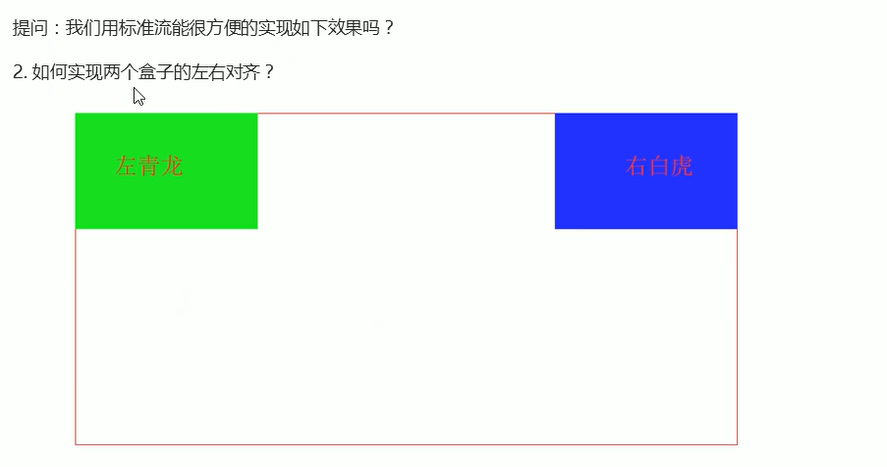 提问：我们用标准流能很方便的实现如下效果吗？
2. 如何实现两个盒子的左右对齐？
左青龙
右白虎